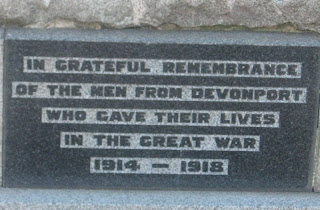 IN GRATEFUL REMEMBRANCE
OF THE MEN FROM DEVONPORT
WHO GAVE THEIR LIVES
IN THE GREAT WAR
1914 — 1918